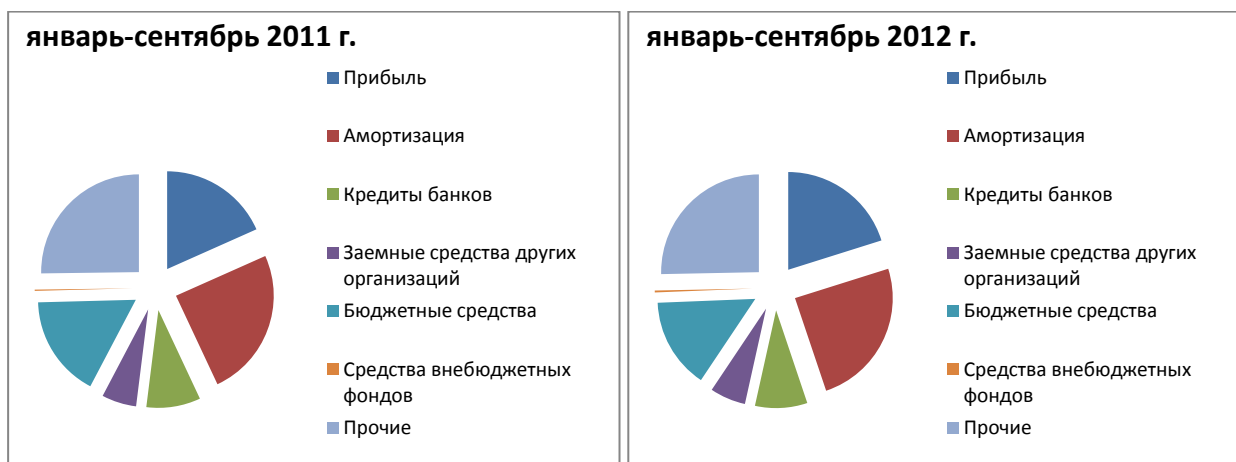 январь-сентябрь 2011 г.
Прибыль
Амортизация
Кредиты банков
Заемные средства других
организаций
Бюджетные средства
Средства внебюджетных
фондов
Прочие
январь-сентябрь 2012 г.
Прибыль
Амортизация
Кредиты банков
Заемные средства других
организаций
Бюджетные средства
Средства внебюджетных
фондов
Прочие